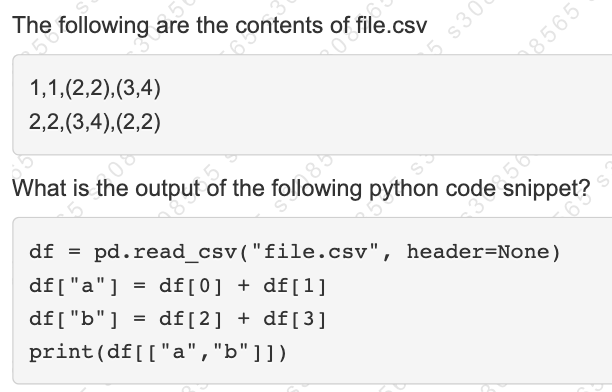 The following are the contents of file.csv
1,1,(2,2),(3,4)
2,2,(3,4),(2,2)
What is the output of the following python code snippet?
df = pd.read_csv("file.csv", header=None)
df["a"] = df[0] + df[1]
df["b"] = df[2] + df[3]
print(df[["a","b"]])